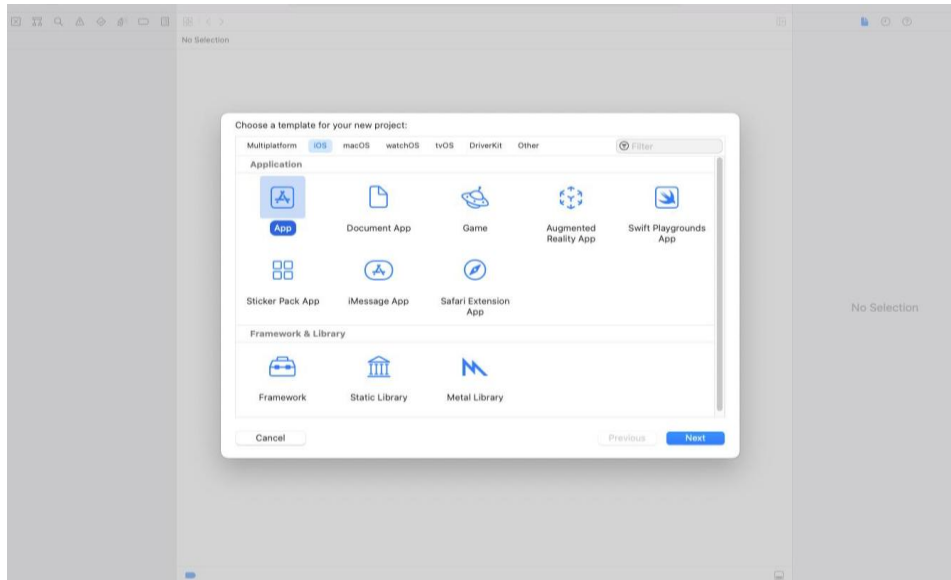 No Selection
Choose a template for your new project:
Multiplatform iOS macOS watchOS tvOS DriverKit Other
Filter
Application
App Document App Game Augmented Reality App Swift Playgrounds App
Sticker Pack App iMessage App Safari Extension App
No Selection
Framework & Library
Framework Static Library Metal Library
Cancel Previous Next